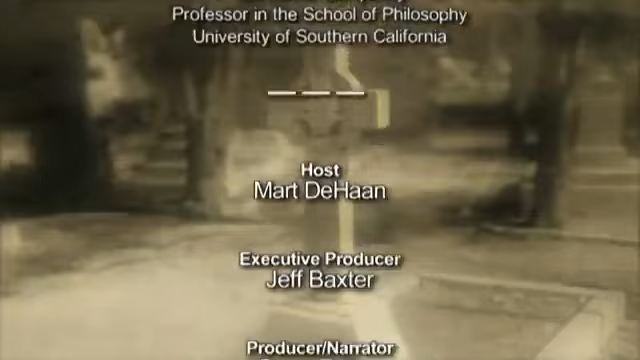 Professor in the School of Philosophy
University of Southern California
Host
Mart DeHaan
Executive Producer
Jeff Baxter
Producer/Narrator